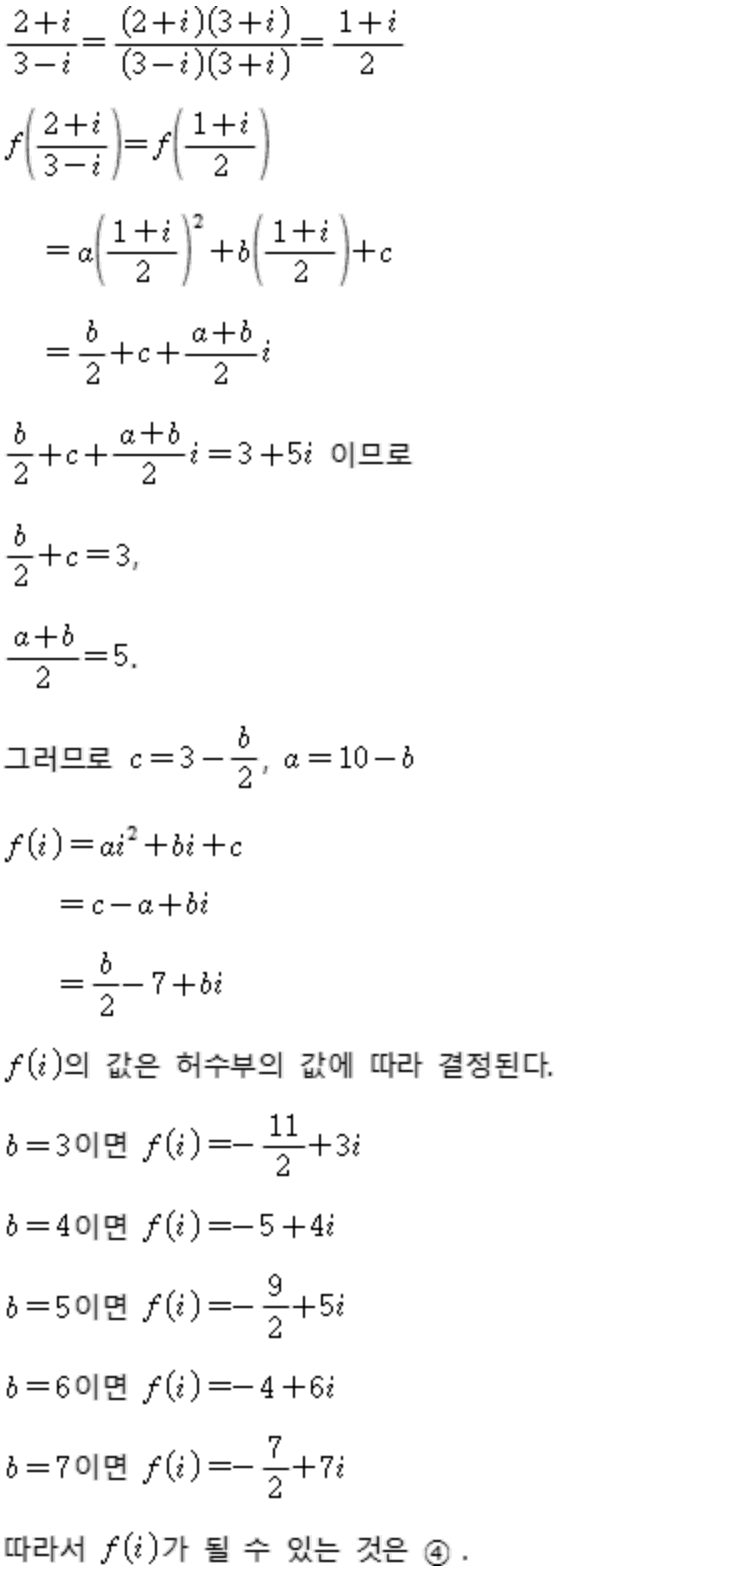 (2+i)/(3−i) = (2+i)(3+i)/(3−i)(3+i) = (1+i)/2
f((2+i)/(3−i)) = f((1+i)/2)
= a((1+i)/2)² + b((1+i)/2) + c
= b/2 + c + (a+b)/2 i
b/2 + c + (a+b)/2 i = 3 + 5i 이므로
b/2 + c = 3,
(a+b)/2 = 5.
그러므로 c = 3 − b/2, a = 10 − b
f(i) = ai² + bi + c
= c − a + bi
= b/2 − 7 + bi
f(i)의 값은 허수부의 값에 따라 결정된다.
b = 3이면 f(i) = − 11/2 + 3i
b = 4이면 f(i) = − 5 + 4i
b = 5이면 f(i) = − 9/2 + 5i
b = 6이면 f(i) = − 4 + 6i
b = 7이면 f(i) = − 7/2 + 7i
따라서 f(i)가 될 수 있는 것은 ④ .